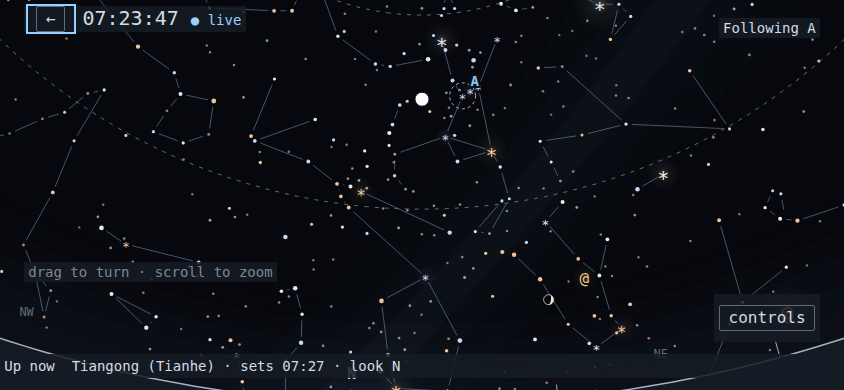 ← 07:23:47 ● live
Following A
A
@
drag to turn · scroll to zoom
NW
controls
NE
Up now Tiangong (Tianhe) · sets 07:27 · look N
N